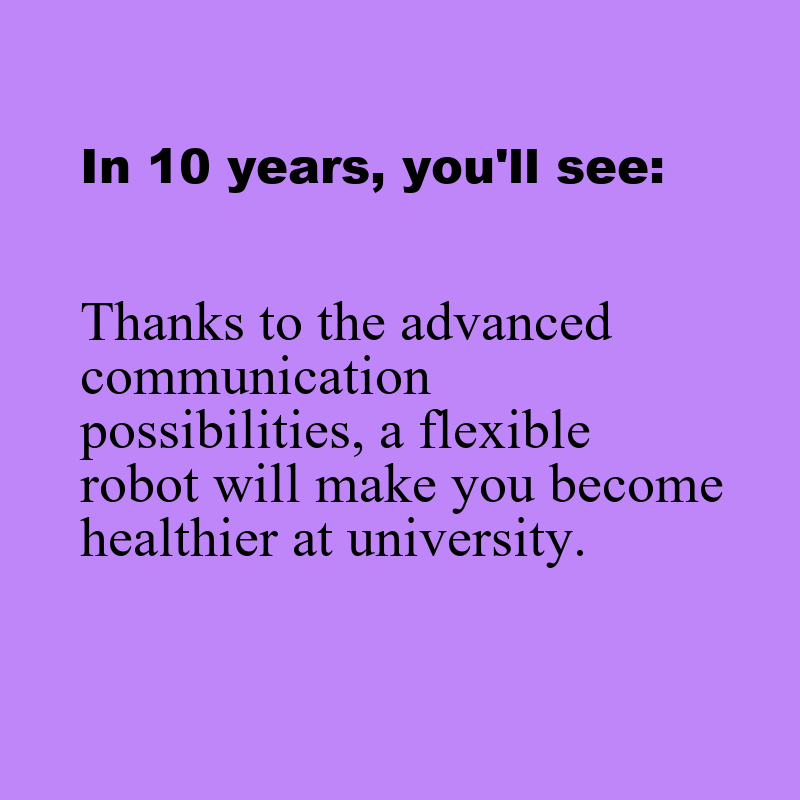 In 10 years, you'll see:
Thanks to the advanced
communication
possibilities, a flexible
robot will make you become
healthier at university.